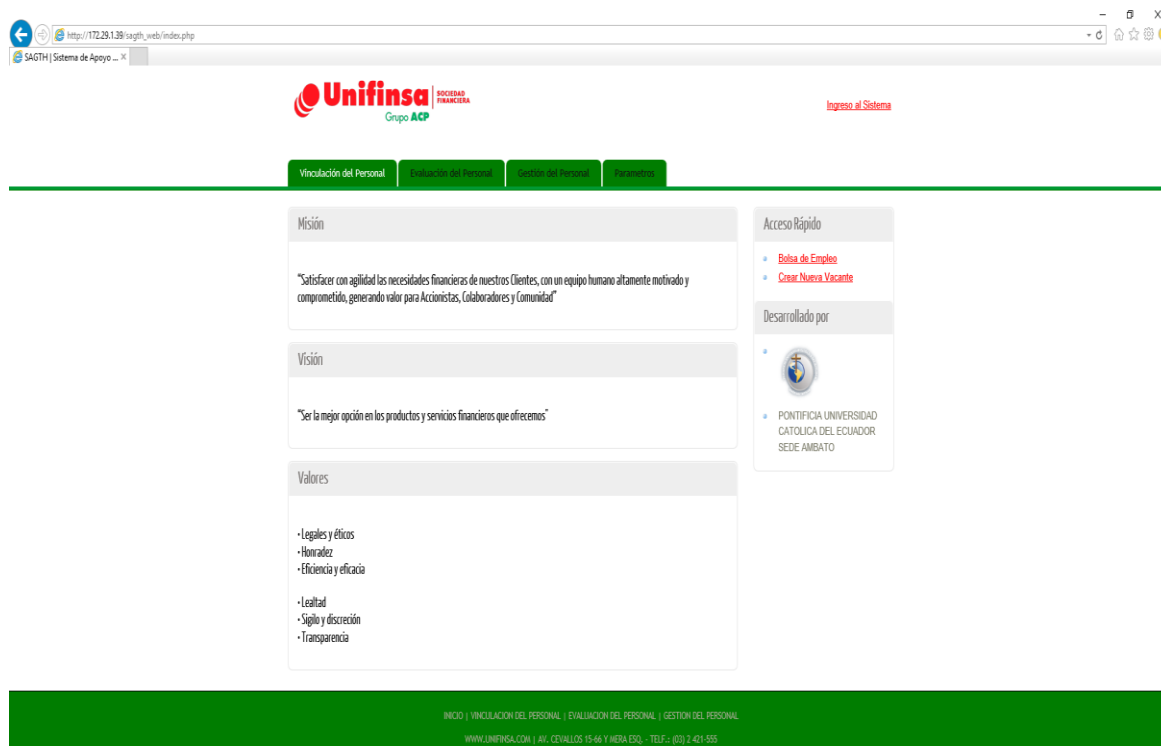 http://172.29.1.39/sagth_web/index.php
SAGTH | Sistema de Apoyo ...
Unifinsa SOCIEDAD
FINANCIERA
Grupo ACP
Ingreso al Sistema
Vinculación del Personal Evaluación del Personal Gestión del Personal Parametros
Misión
“Satisfacer con agilidad las necesidades financieras de nuestros Clientes, con un equipo humano altamente motivado y
comprometido, generando valor para Accionistas, Colaboradores y Comunidad”
Visión
“Ser la mejor opción en los productos y servicios financieros que ofrecemos”
Valores
• Legales y éticos
• Honradez
• Eficiencia y eficacia
• Lealtad
• Sigilo y discreción
• Transparencia
Acceso Rápido
Bolsa de Empleo
Crear Nueva Vacante
Desarrollado por
PONTIFICIA UNIVERSIDAD
CATOLICA DEL ECUADOR
SEDE AMBATO
INICIO | VINCULACION DEL PERSONAL | EVALUACION DEL PERSONAL | GESTION DEL PERSONAL
WWW.UNIFINSA.COM | AV. CEVALLOS 15-66 Y MERA ESQ. - TELF.: (03) 2 421-555